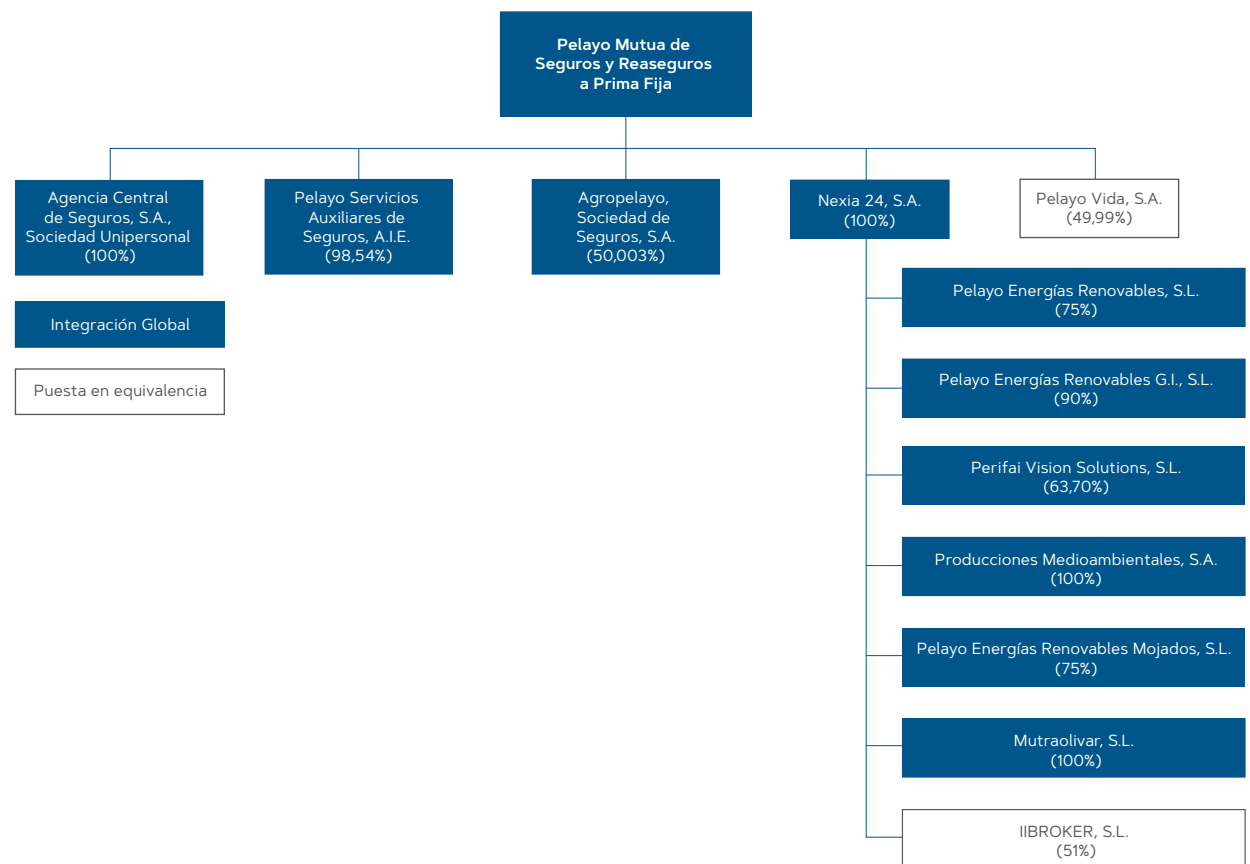 Pelayo Mutua de
Seguros y Reaseguros
a Prima Fija
Agencia Central
de Seguros, S.A.,
Sociedad Unipersonal
(100%)
Pelayo Servicios
Auxiliares de
Seguros, A.I.E.
(98,54%)
Agropelayo,
Sociedad de
Seguros, S.A.
(50,003%)
Nexia 24, S.A.
(100%)
Pelayo Vida, S.A.
(49,99%)
Integración Global
Puesta en equivalencia
Pelayo Energías Renovables, S.L.
(75%)
Pelayo Energías Renovables G.I., S.L.
(90%)
Perifai Vision Solutions, S.L.
(63,70%)
Producciones Medioambientales, S.A.
(100%)
Pelayo Energías Renovables Mojados, S.L.
(75%)
Mutraolivar, S.L.
(100%)
IIBROKER, S.L.
(51%)